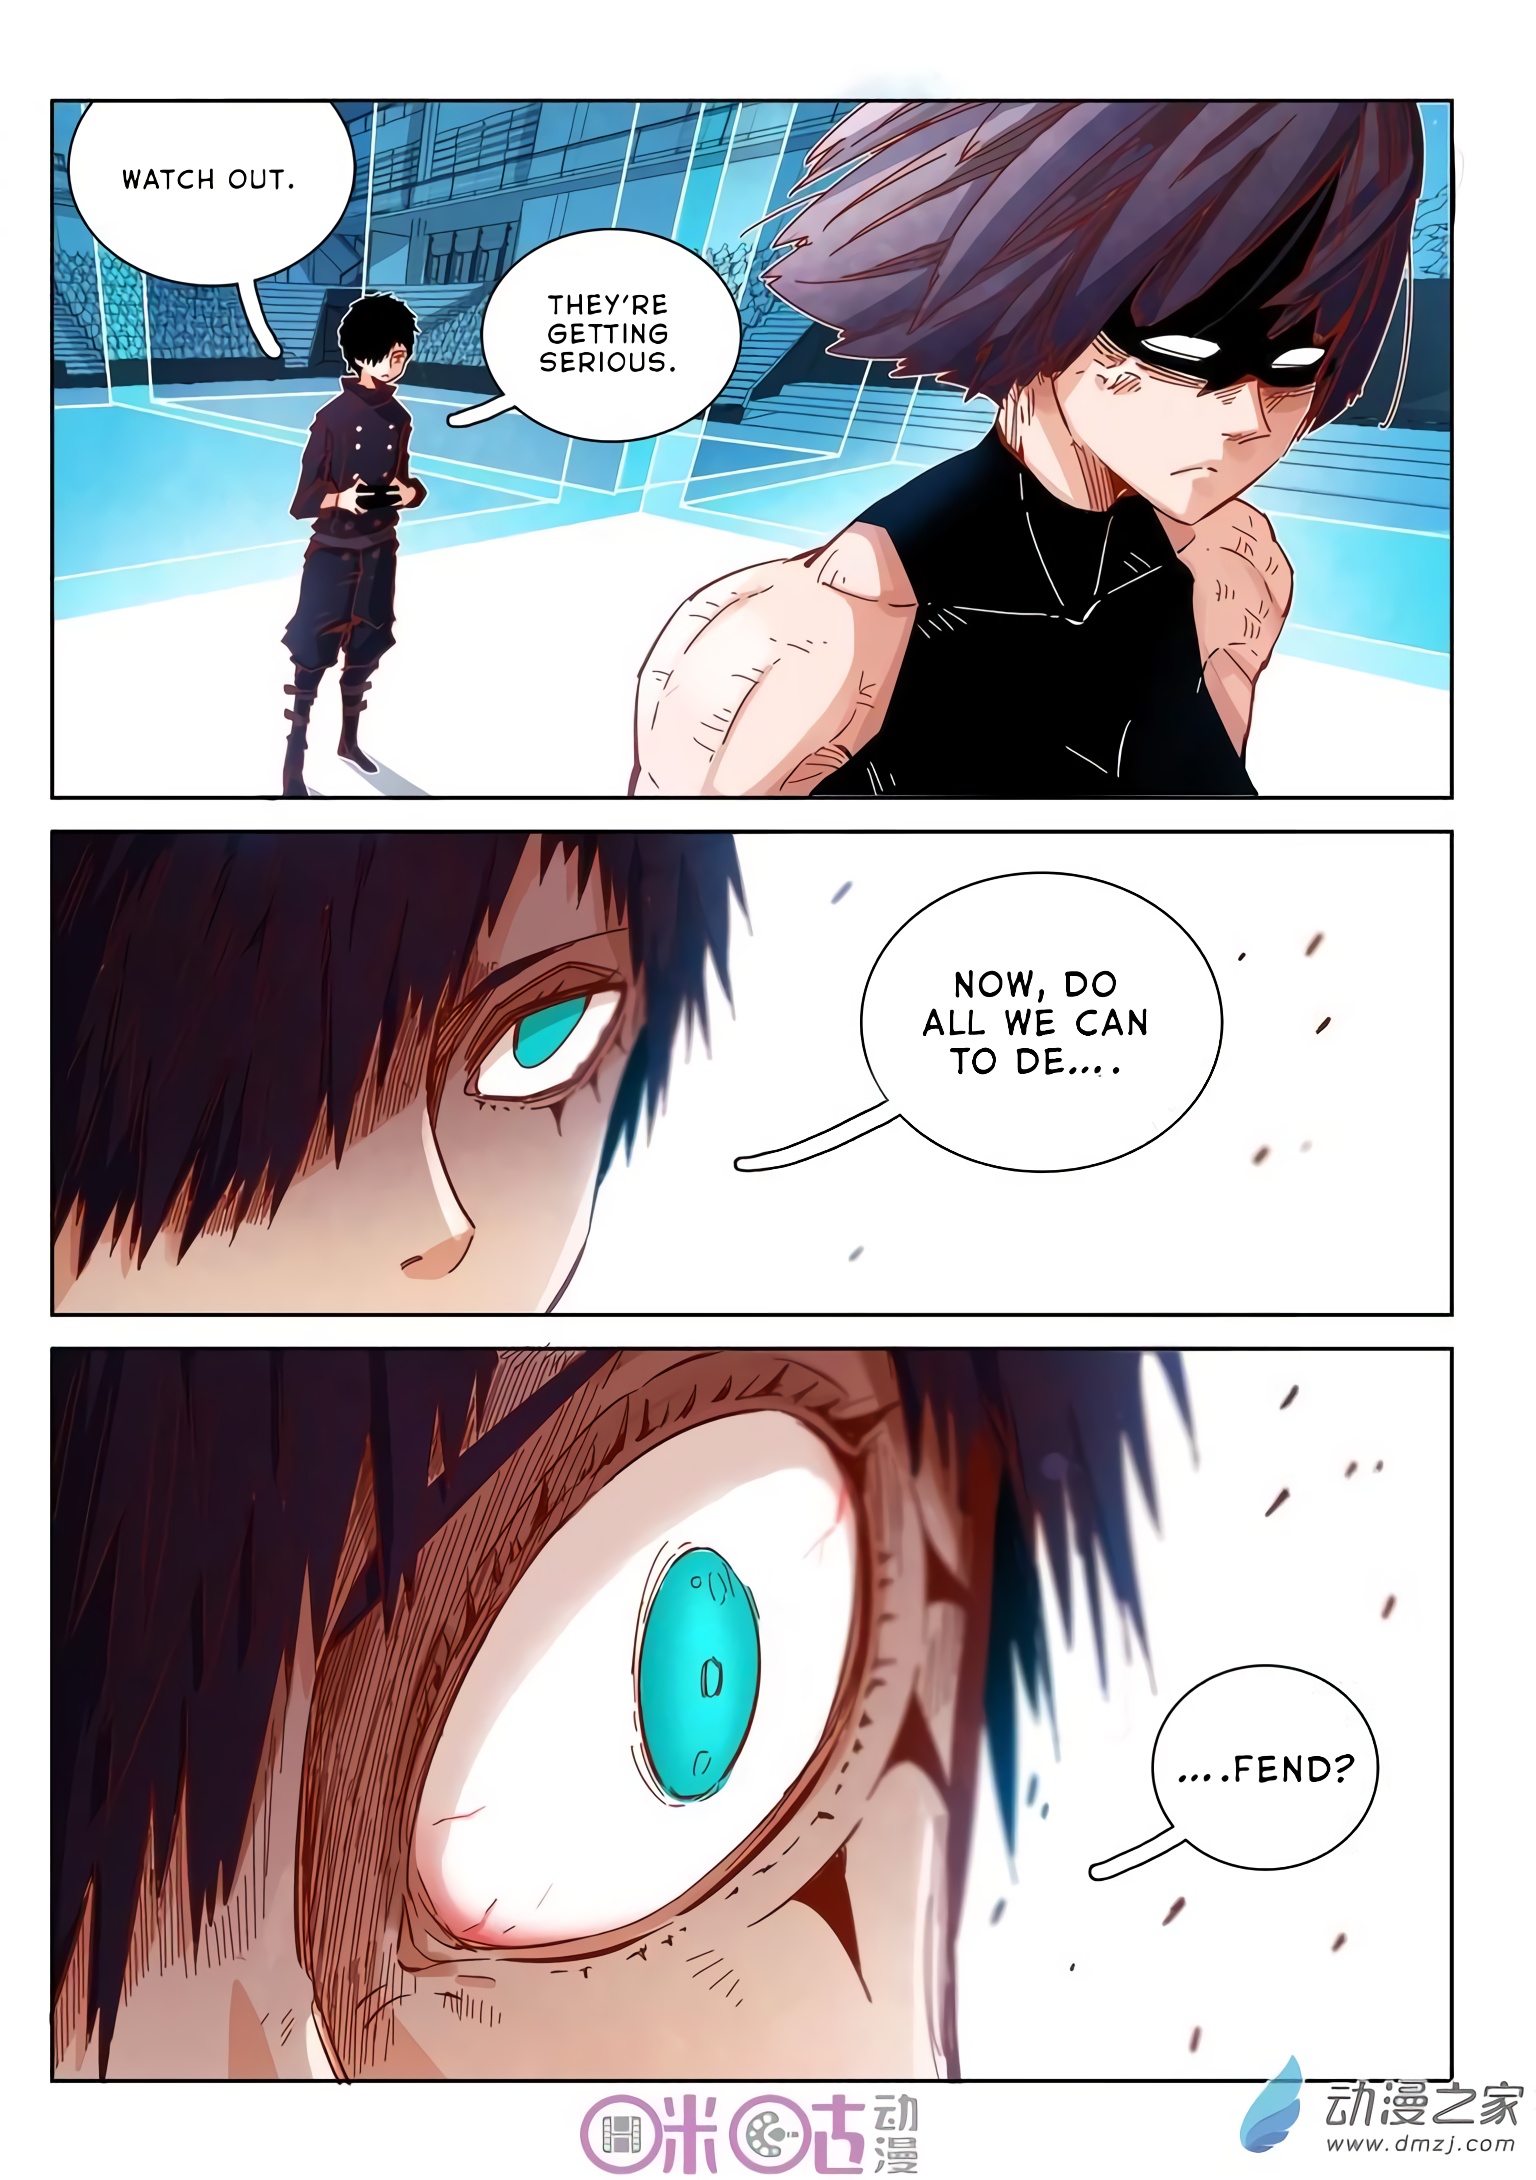 WATCH OUT.
THEY'RE
GETTING
SERIOUS.
NOW, DO
ALL WE CAN
TO DE....
....FEND?
咪咕动漫
动漫之家
www.dmzj.com